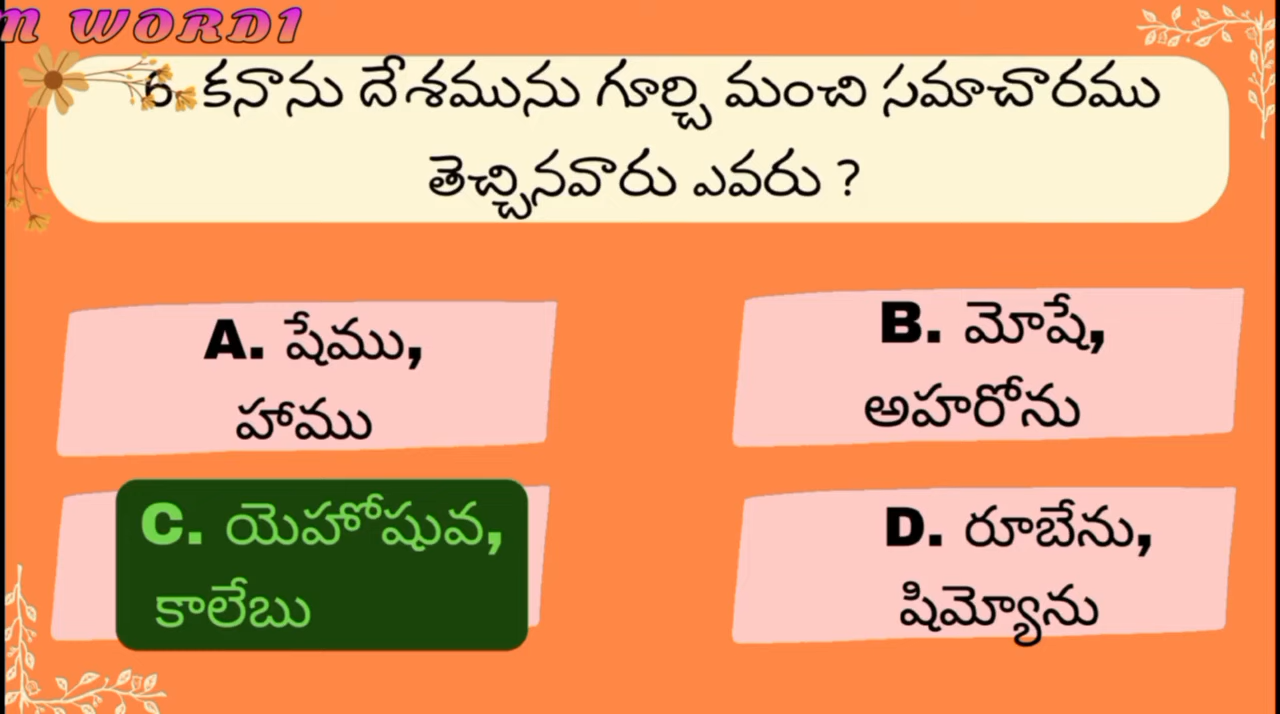 M WORD1
6. కనాను దేశమును గూర్చి మంచి సమాచారము
తెచ్చినవారు ఎవరు ?
A. షేము,
హాము
B. మోషే,
అహరోను
C. యెహోషువ,
కాలేబు
D. రూబేను,
షిమ్యోను